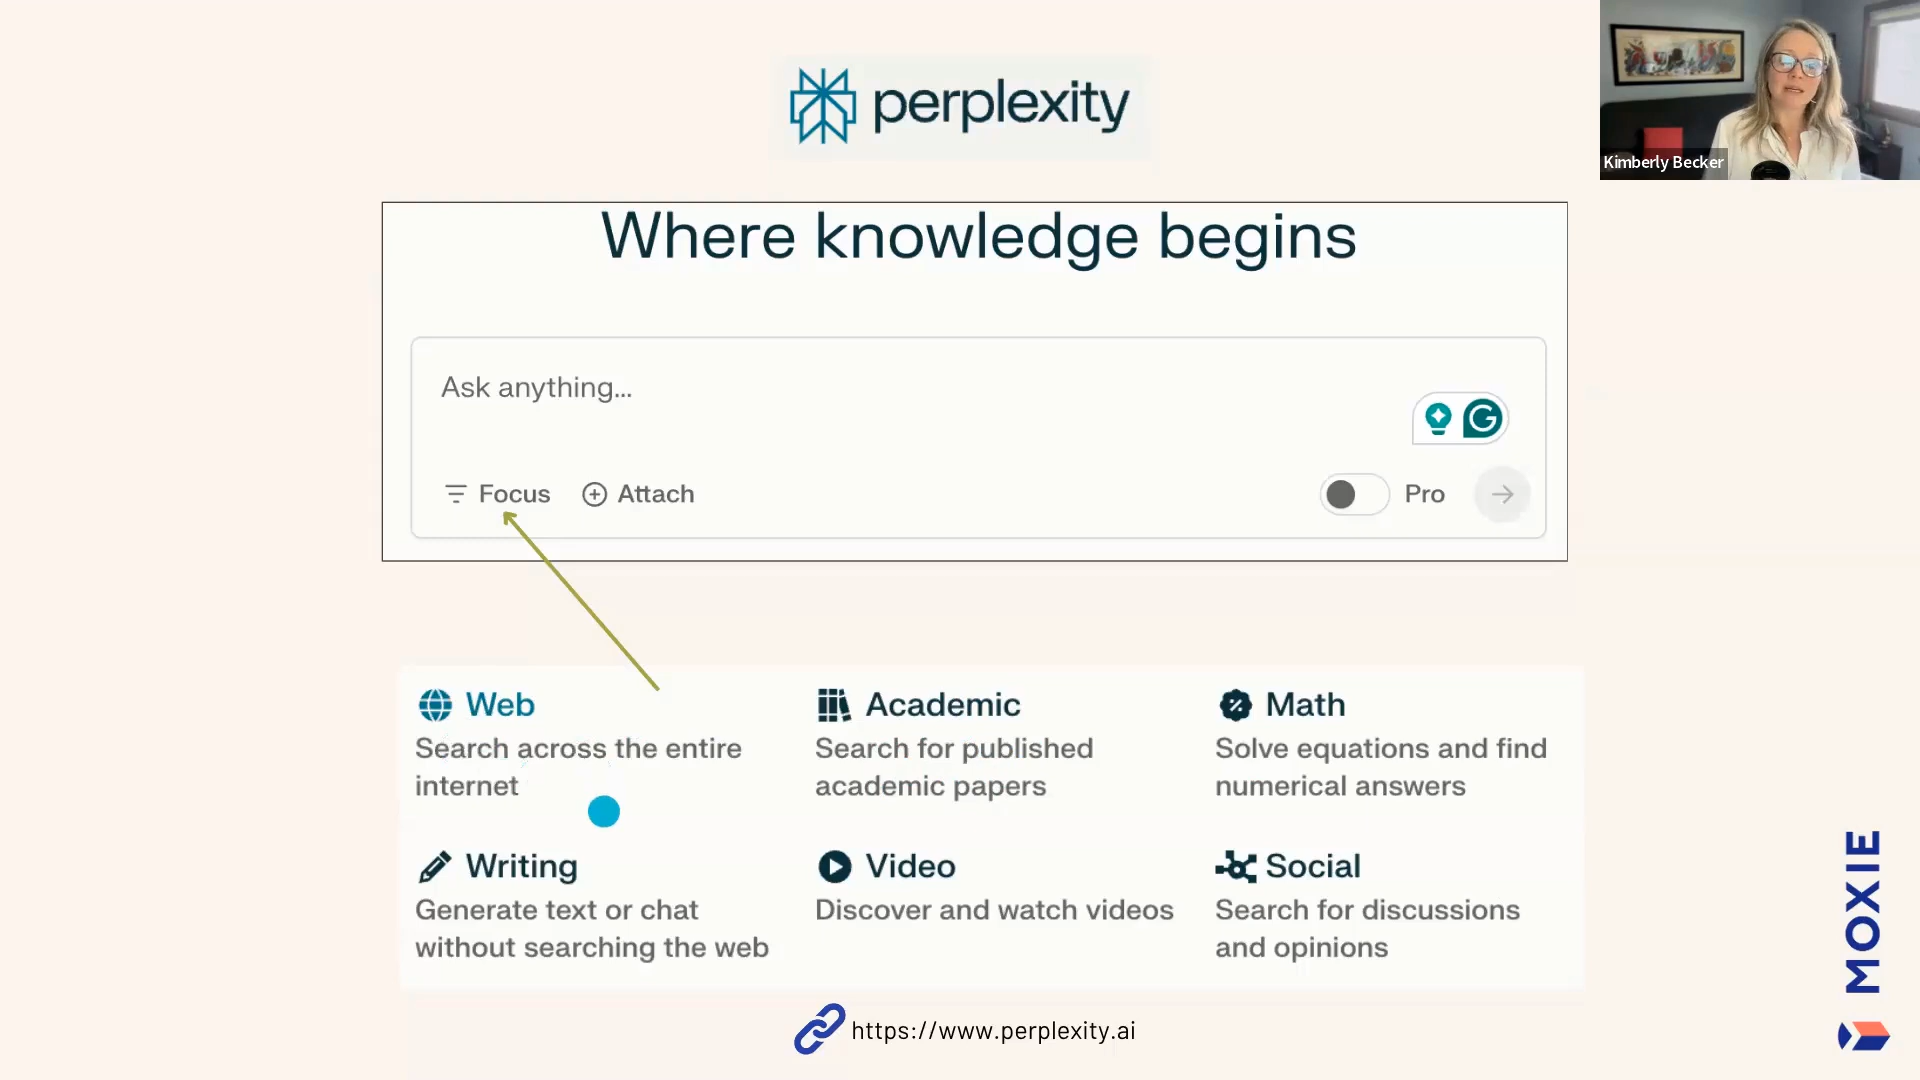 perplexity
Kimberly Becker
Where knowledge begins
Ask anything...
Focus
Attach
Pro
Web
Search across the entire
internet
Academic
Search for published
academic papers
Math
Solve equations and find
numerical answers
Writing
Generate text or chat
without searching the web
Video
Discover and watch videos
Social
Search for discussions
and opinions
https://www.perplexity.ai
MOXIE